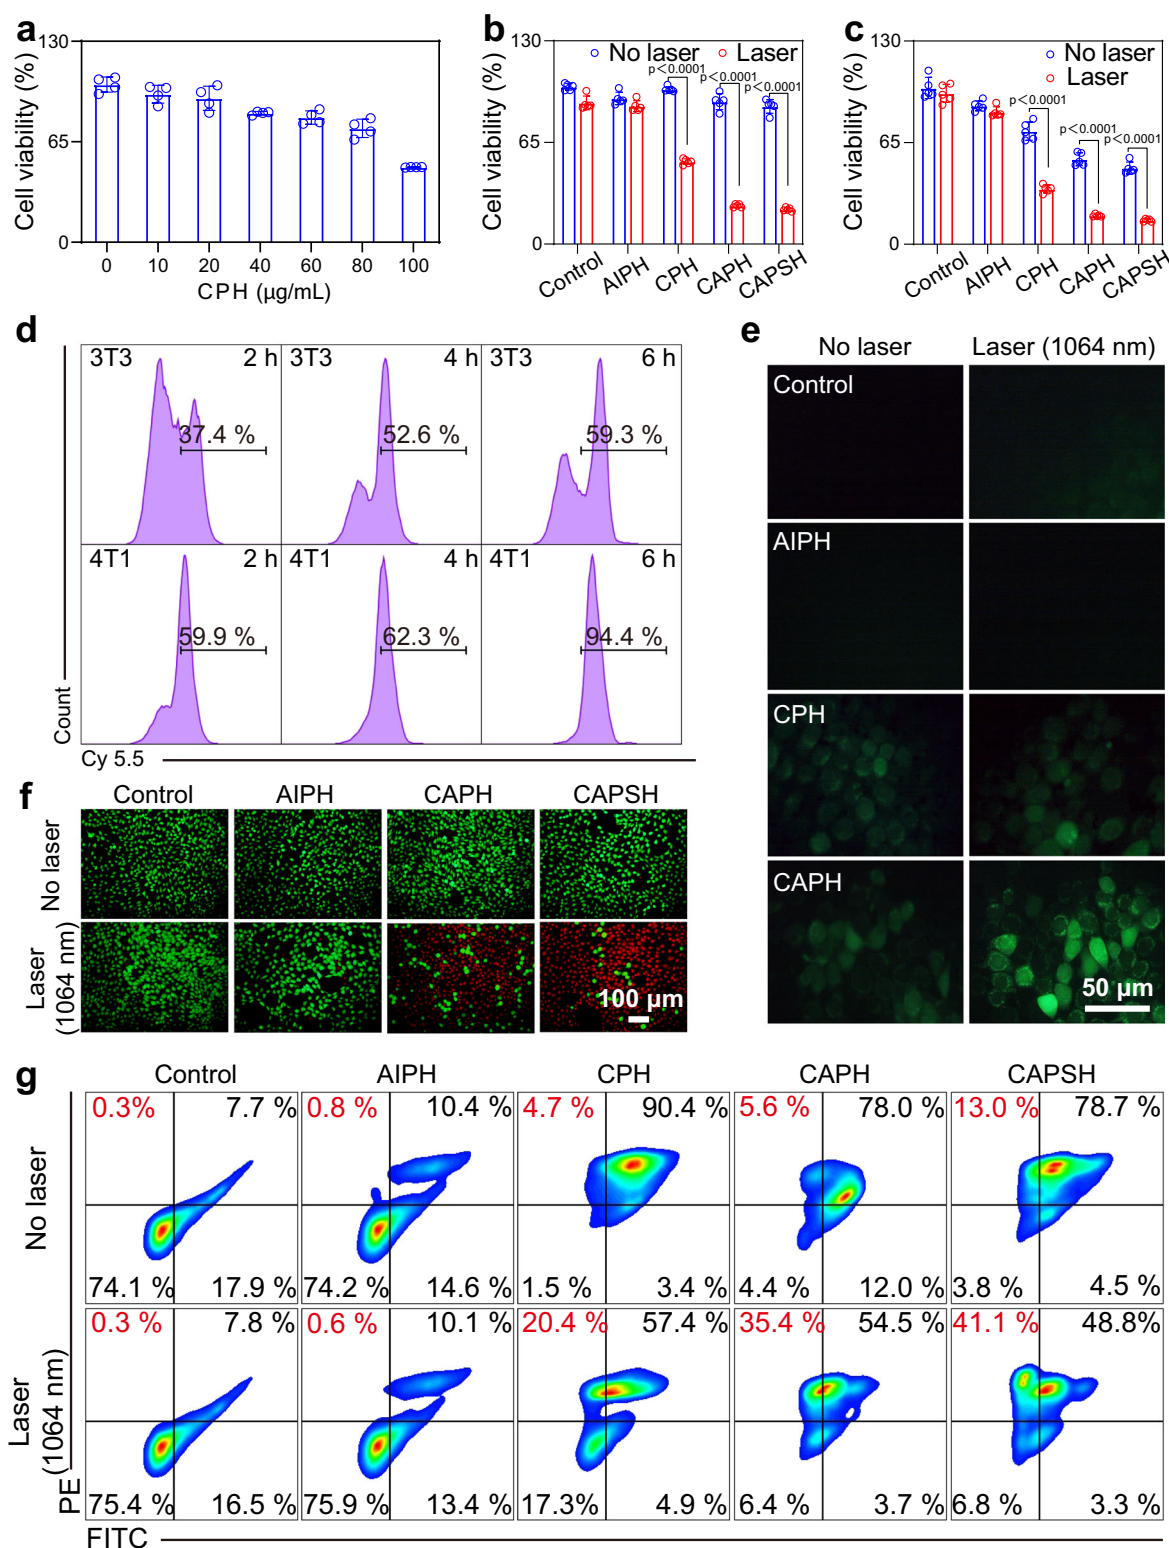 a
130
65
0
Cell viability (%)
0 10 20 40 60 80 100
CPH (µg/mL)
b
130
65
0
Cell viability (%)
No laser Laser
p<0.0001
p<0.0001
p<0.0001
Control AIPH CPH CAPH CAPSH
c
130
65
0
Cell viability (%)
No laser
Laser
p<0.0001
p<0.0001
p<0.0001
Control AIPH CPH CAPH CAPSH
d
3T3 2 h
37.4 %
3T3 4 h
52.6 %
3T3 6 h
59.3 %
4T1 2 h
59.9 %
4T1 4 h
62.3 %
4T1 6 h
94.4 %
Count
Cy 5.5
e
No laser Laser (1064 nm)
Control
AIPH
CPH
CAPH
50 µm
f
Control AIPH CAPH CAPSH
No laser
Laser
(1064 nm)
100 µm
g
Control AIPH CPH CAPH CAPSH
No laser
0.3% 7.7 % 0.8 % 10.4 % 4.7 % 90.4 % 5.6 % 78.0 % 13.0 % 78.7 %
74.1 % 17.9 % 74.2 % 14.6 % 1.5 % 3.4 % 4.4 % 12.0 % 3.8 % 4.5 %
Laser
(1064 nm)
0.3 % 7.8 % 0.6 % 10.1 % 20.4 % 57.4 % 35.4 % 54.5 % 41.1 % 48.8%
75.4 % 16.5 % 75.9 % 13.4 % 17.3% 4.9 % 6.4 % 3.7 % 6.8 % 3.3 %
PE
FITC